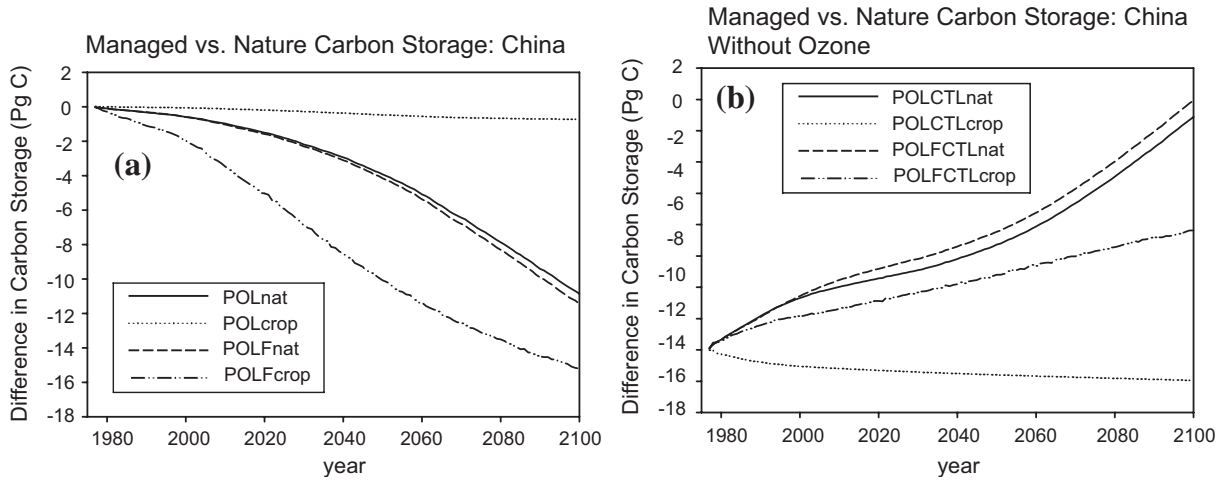 Managed vs. Nature Carbon Storage: China
Difference in Carbon Storage (Pg C)
2
0
-2
-4
-6
-8
-10
-12
-14
-16
-18
(a)
POLnat
POLcrop
POLFnat
POLFcrop
1980 2000 2020 2040 2060 2080 2100
year
Managed vs. Nature Carbon Storage: China
Without Ozone
Difference in Carbon Storage (Pg C)
2
0
-2
-4
-6
-8
-10
-12
-14
-16
-18
(b)
POLCTLnat
POLCTLcrop
POLFCTLnat
POLFCTLcrop
1980 2000 2020 2040 2060 2080 2100
year